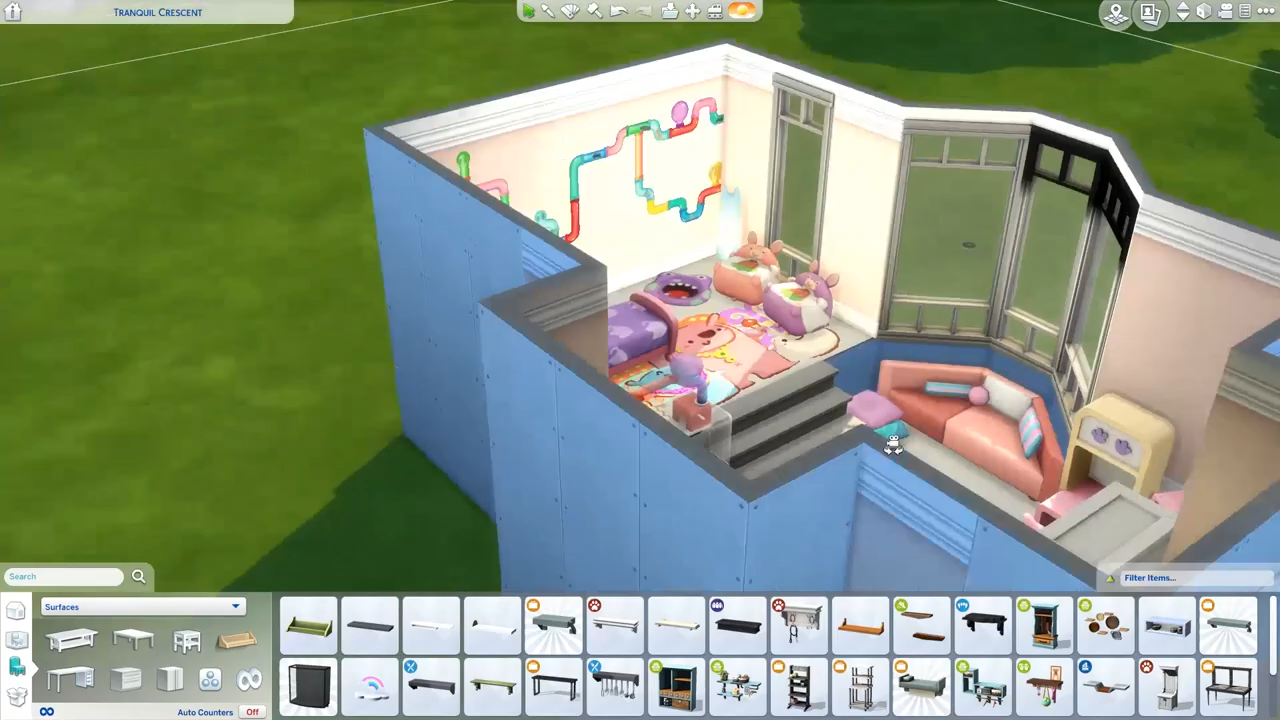 TRANQUIL CRESCENT
Search
Filter Items...
Surfaces
Auto Counters
Off